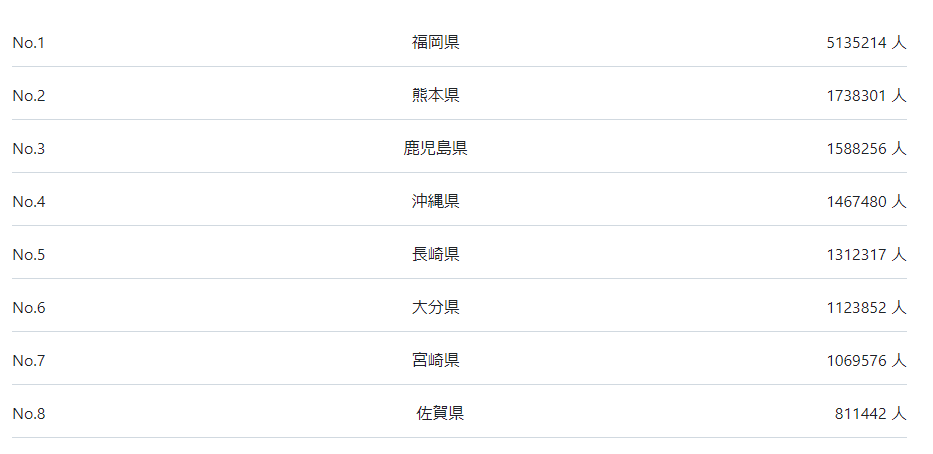 No.1 福岡県 5135214 人
No.2 熊本県 1738301 人
No.3 鹿児島県 1588256 人
No.4 沖縄県 1467480 人
No.5 長崎県 1312317 人
No.6 大分県 1123852 人
No.7 宮崎県 1069576 人
No.8 佐賀県 811442 人